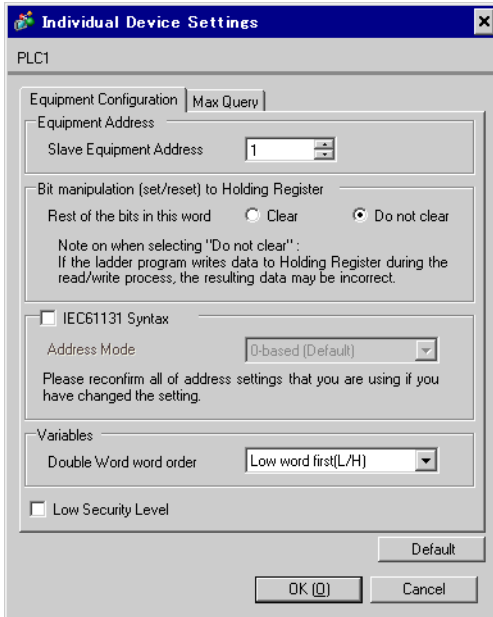 Individual Device Settings
PLC1
Equipment Configuration Max Query
Equipment Address
Slave Equipment Address 1
Bit manipulation (set/reset) to Holding Register
Rest of the bits in this word Clear Do not clear
Note on when selecting "Do not clear" :
If the ladder program writes data to Holding Register during the
read/write process, the resulting data may be incorrect.
IEC61131 Syntax
Address Mode 0-based (Default)
Please reconfirm all of address settings that you are using if you
have changed the setting.
Variables
Double Word word order Low word first(L/H)
Low Security Level
Default
OK (O) Cancel